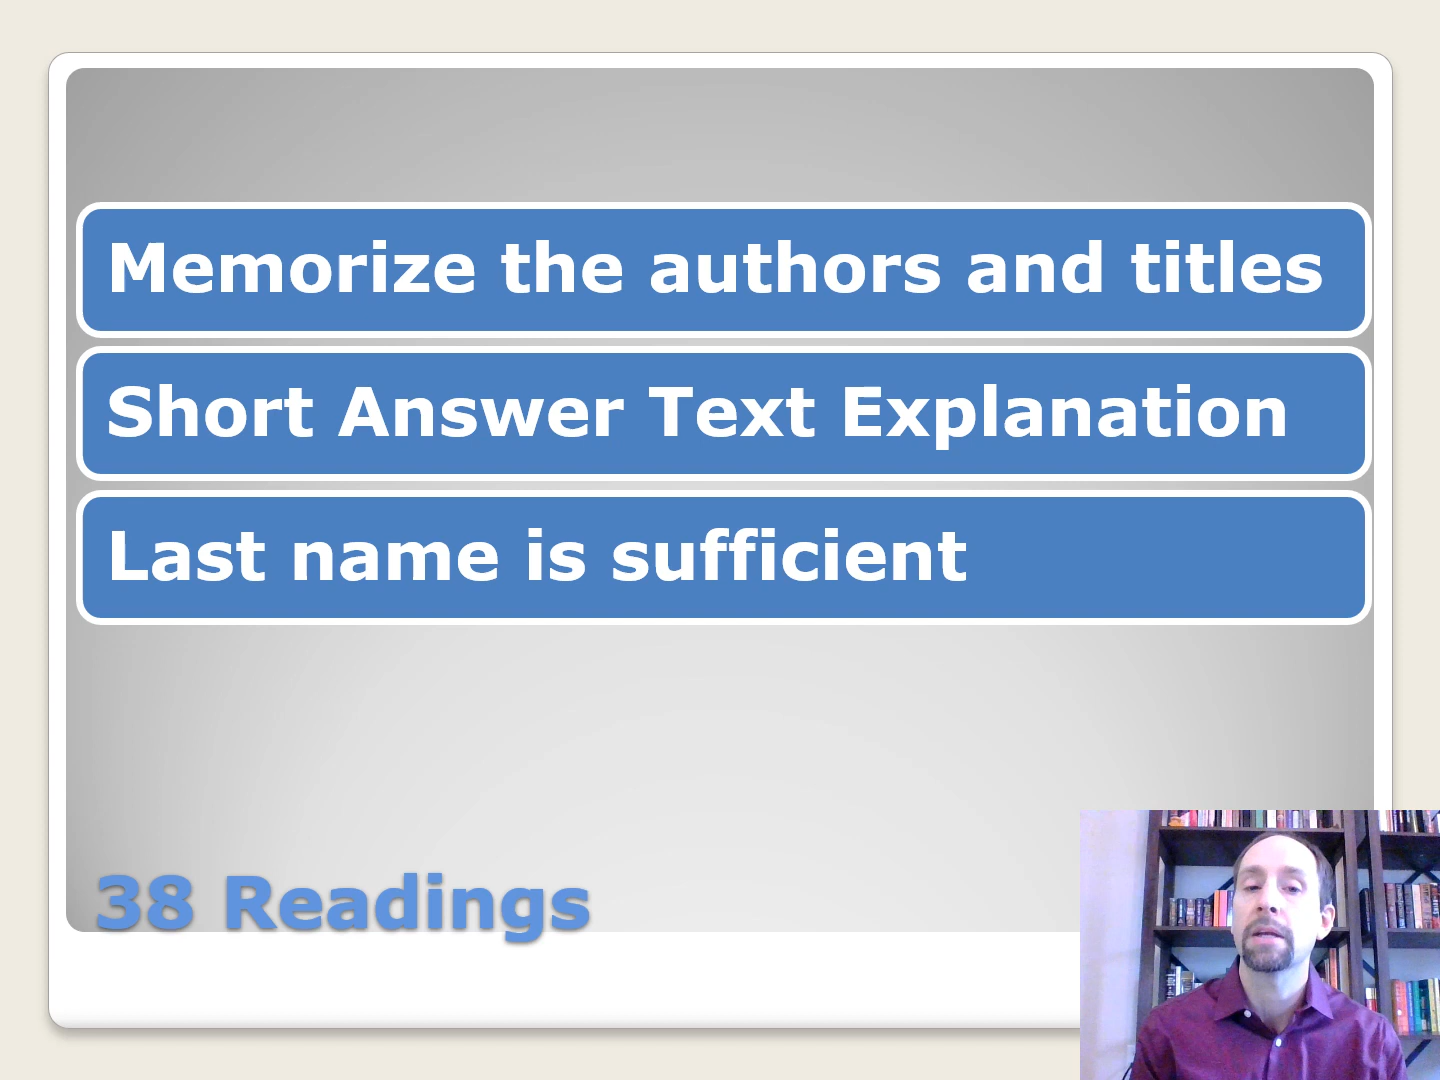 Memorize the authors and titles
Short Answer Text Explanation
Last name is sufficient
38 Readings